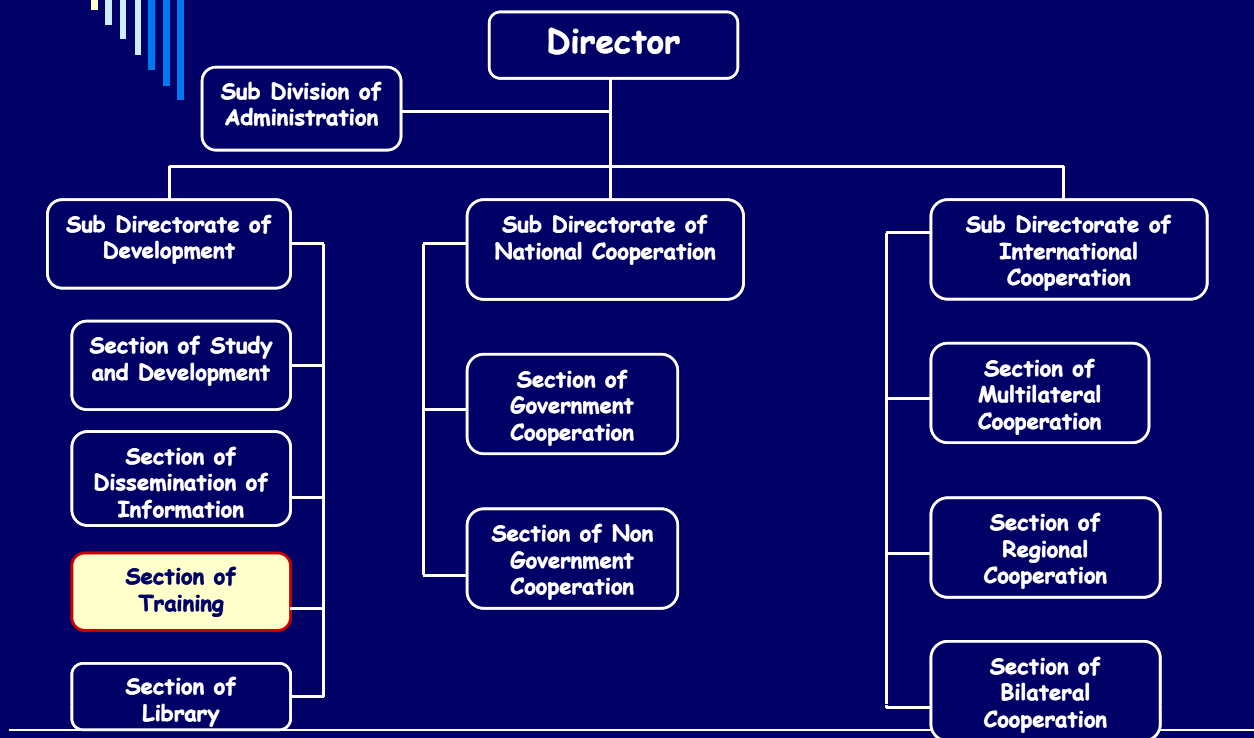 Director
Sub Division of
Administration
Sub Directorate of
Development
Section of Study
and Development
Section of
Dissemination of
Information
Section of
Training
Section of
Library
Sub Directorate of
National Cooperation
Section of
Government
Cooperation
Section of Non
Government
Cooperation
Sub Directorate of
International
Cooperation
Section of
Multilateral
Cooperation
Section of
Regional
Cooperation
Section of
Bilateral
Cooperation